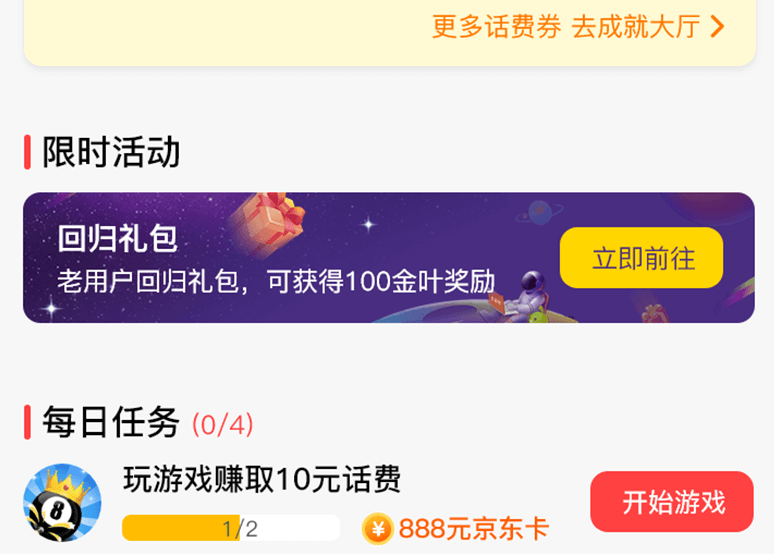 更多话费券 去成就大厅
限时活动
回归礼包
老用户回归礼包，可获得100金叶奖励
立即前往
每日任务 (0/4)
8
玩游戏赚取10元话费
1/2
¥ 888元京东卡
开始游戏